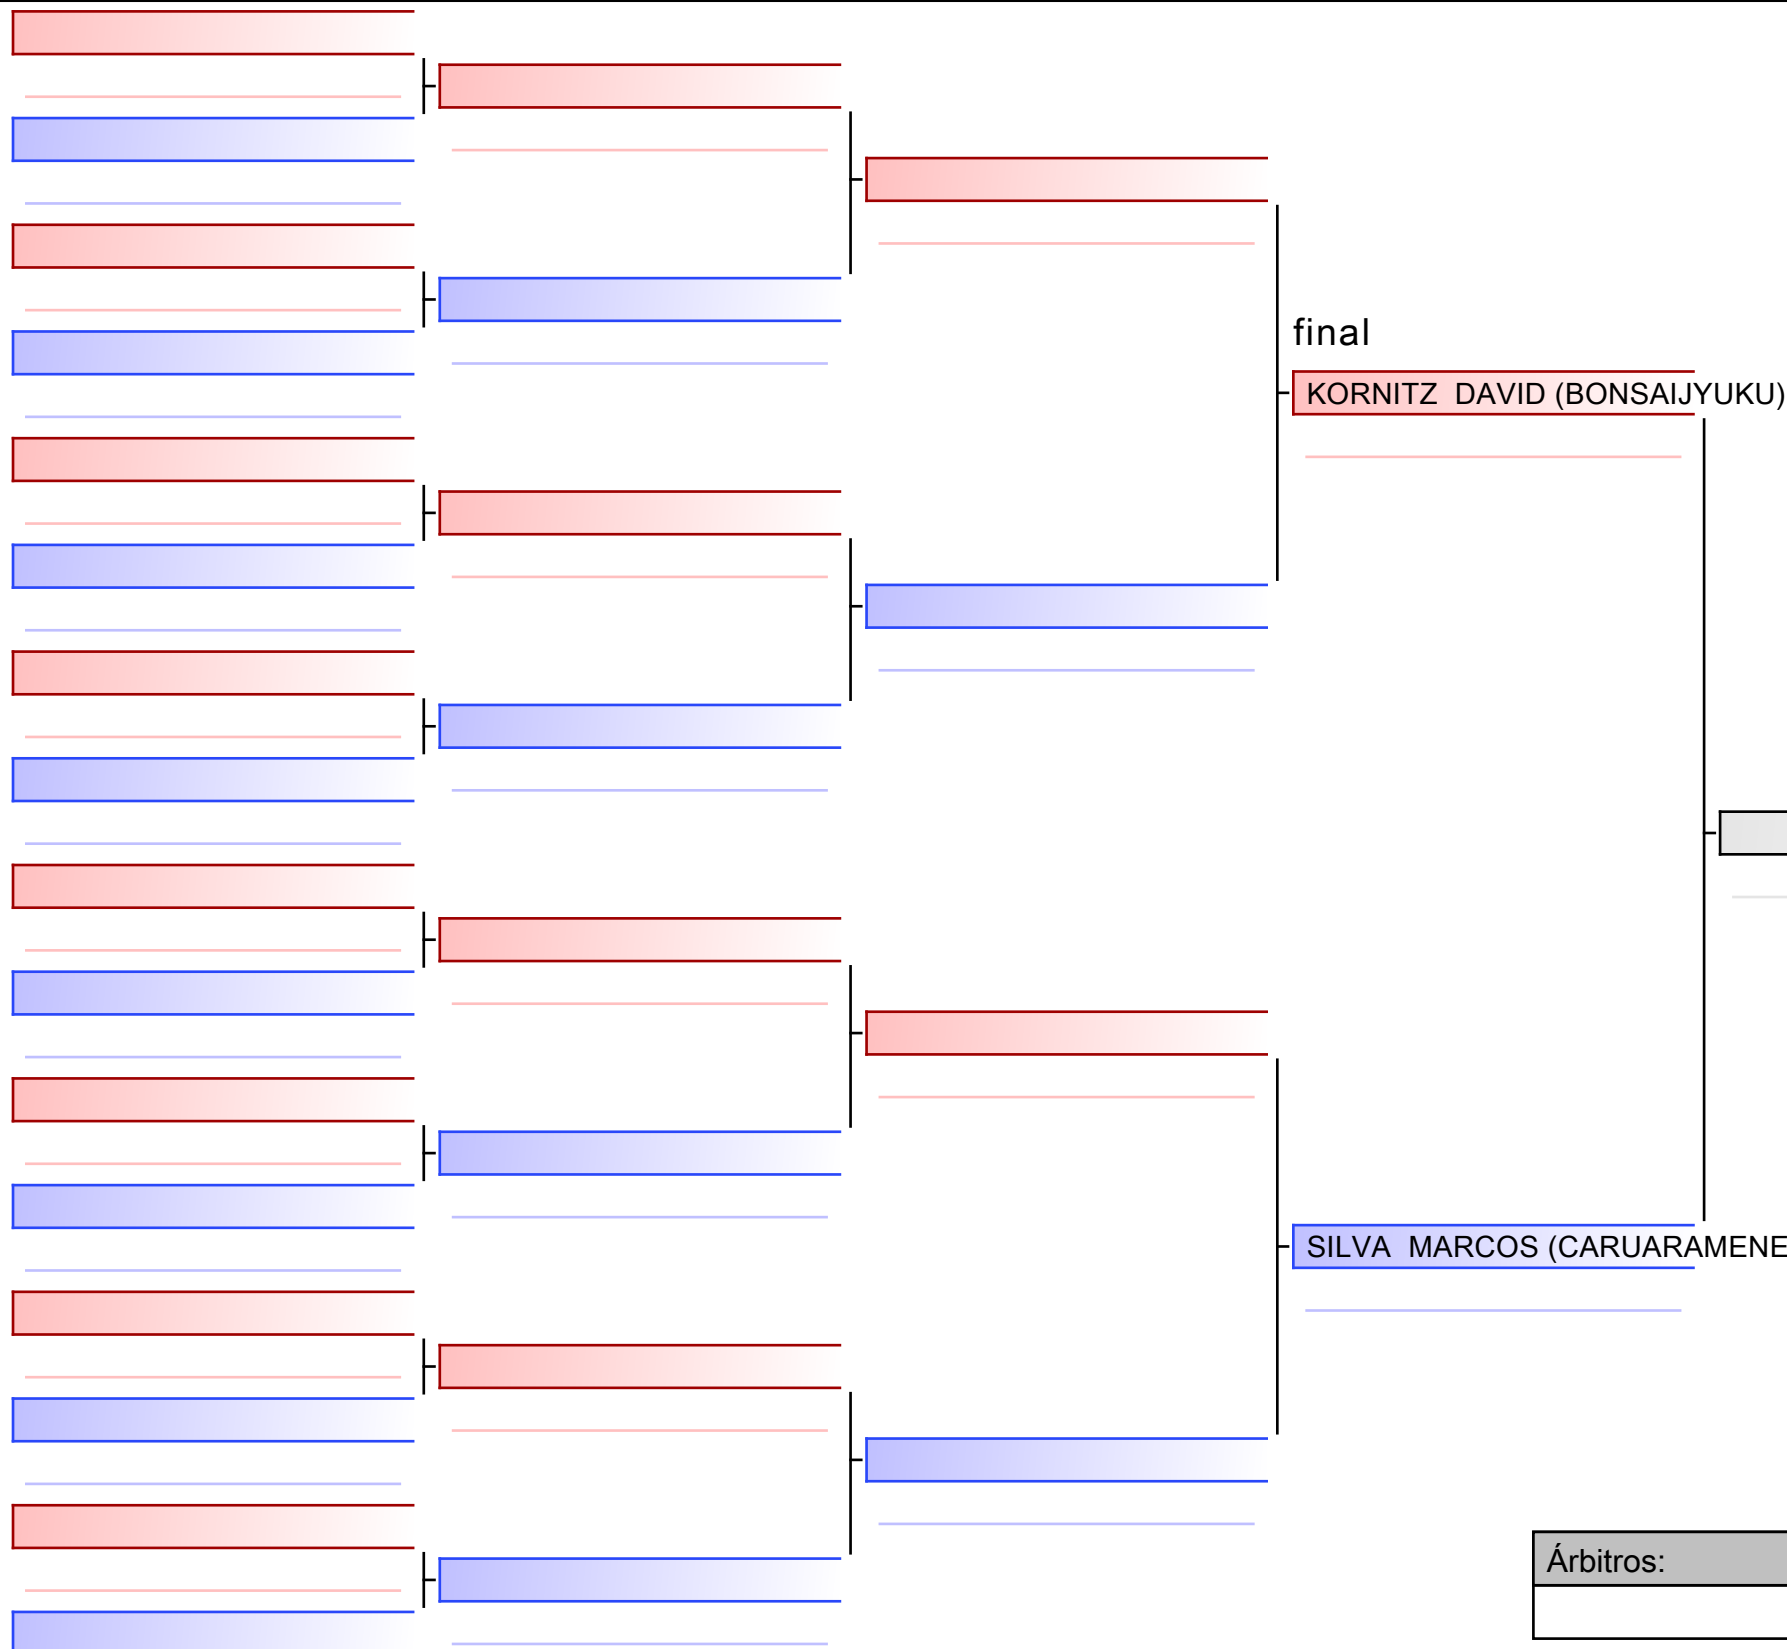 final
KORNITZ  DAVID (BONSAIJYUKU)
SILVA  MARCOS (CARUARAMENE
Árbitros: